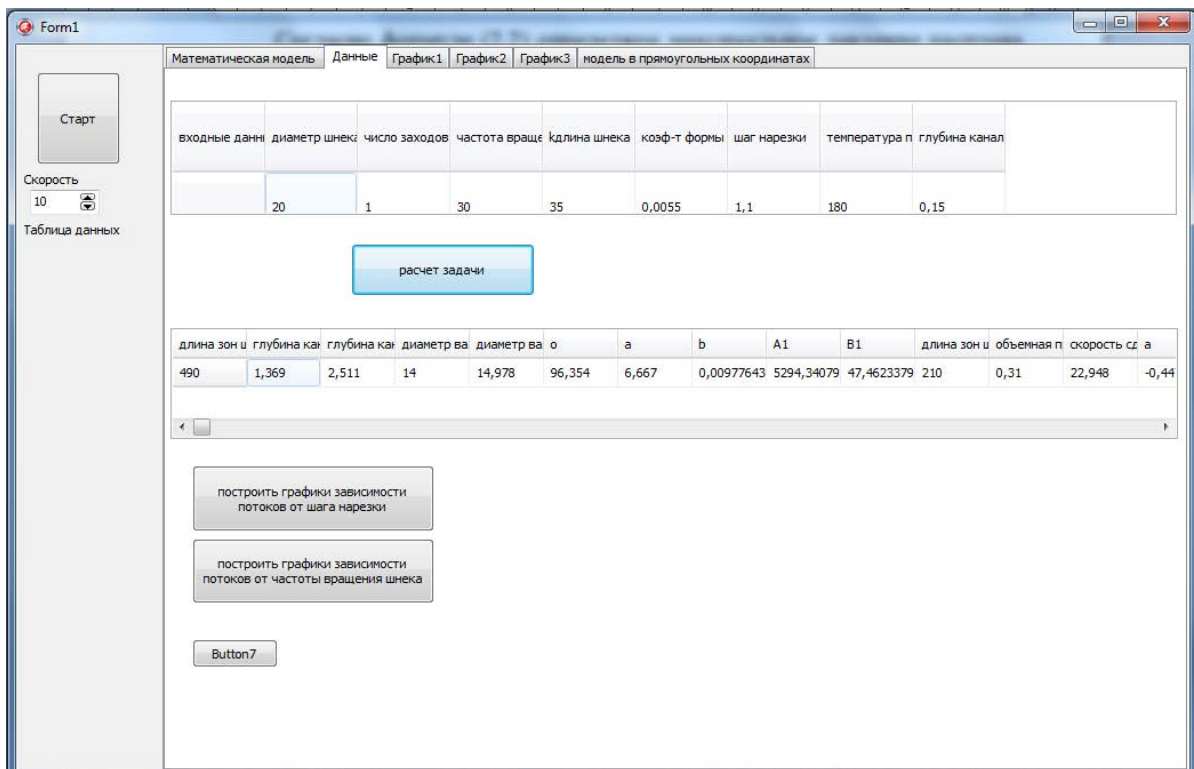 Form1
Математическая модель Данные График1 График2 График3 модель в прямоугольных координатах
Старт
Скорость
10
Таблица данных
входные данн диаметр шнека число заходов частота враще kдлина шнека коэф-т формы шаг нарезки температура п глубина канал
20 1 30 35 0,0055 1,1 180 0,15
расчет задачи
длина зон ш глубина кан глубина кан диаметр ва диаметр ва o a b A1 B1 длина зон ш объемная п скорость сд a
490 1,369 2,511 14 14,978 96,354 6,667 0,00977643 5294,34079 47,4623379 210 0,31 22,948 -0,44
построить графики зависимости
потоков от шага нарезки
построить графики зависимости
потоков от частоты вращения шнека
Button7